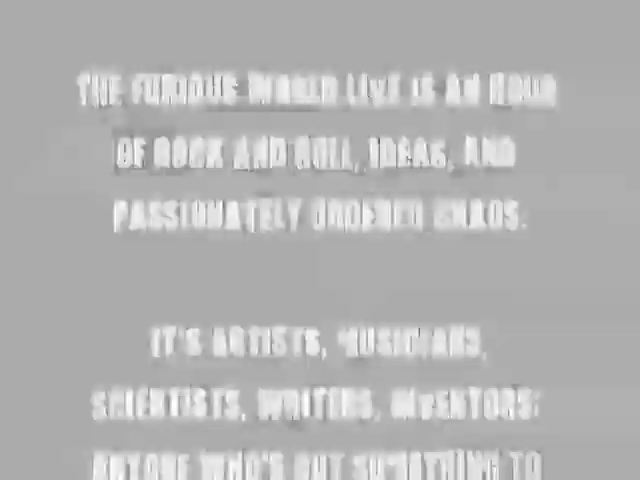 THE FURIOUS WORLD LIVE IS AN HOUR
OF ROCK AND ROLL, IDEAS, AND
PASSIONATELY ORDERED CHAOS.
IT'S ARTISTS, MUSICIANS,
SCIENTISTS, WRITERS, INVENTORS:
ANYONE WHO'S GOT SOMETHING TO